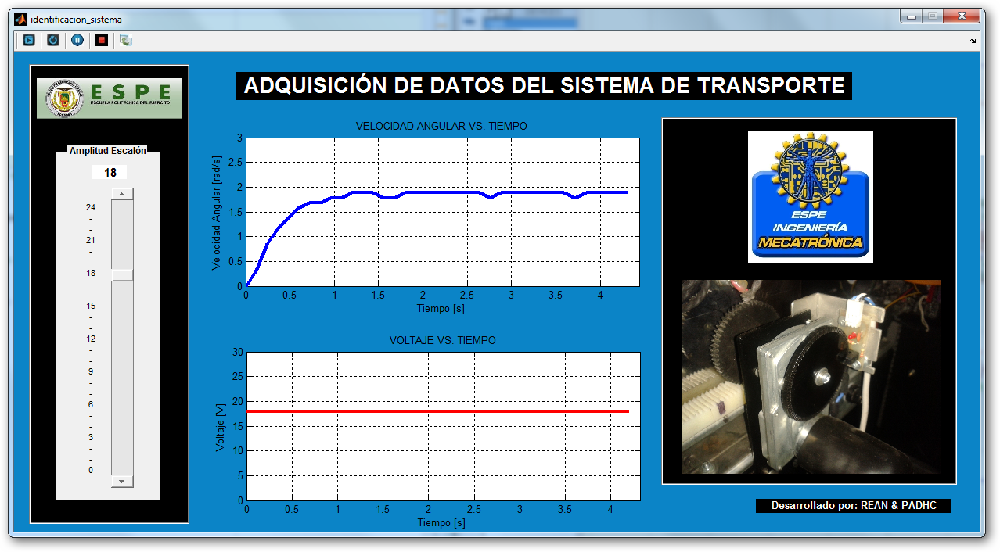 identificacion_sistema
ESPE
ESCUELA POLITECNICA DEL EJERCITO
ADQUISICIÓN DE DATOS DEL SISTEMA DE TRANSPORTE
Amplitud Escalón
18
24
-
-
21
-
-
18
-
-
15
-
-
12
-
-
9
-
-
6
-
-
3
-
-
0
VELOCIDAD ANGULAR VS. TIEMPO
Velocidad Angular [rad/s]
3
2.5
2
1.5
1
0.5
0
0 0.5 1 1.5 2 2.5 3 3.5 4
Tiempo [s]
VOLTAJE VS. TIEMPO
Voltaje [V]
30
25
20
15
10
5
0
0 0.5 1 1.5 2 2.5 3 3.5 4
Tiempo [s]
ESPE
INGENIERÍA
MECATRÓNICA
Desarrollado por: REAN & PADHC